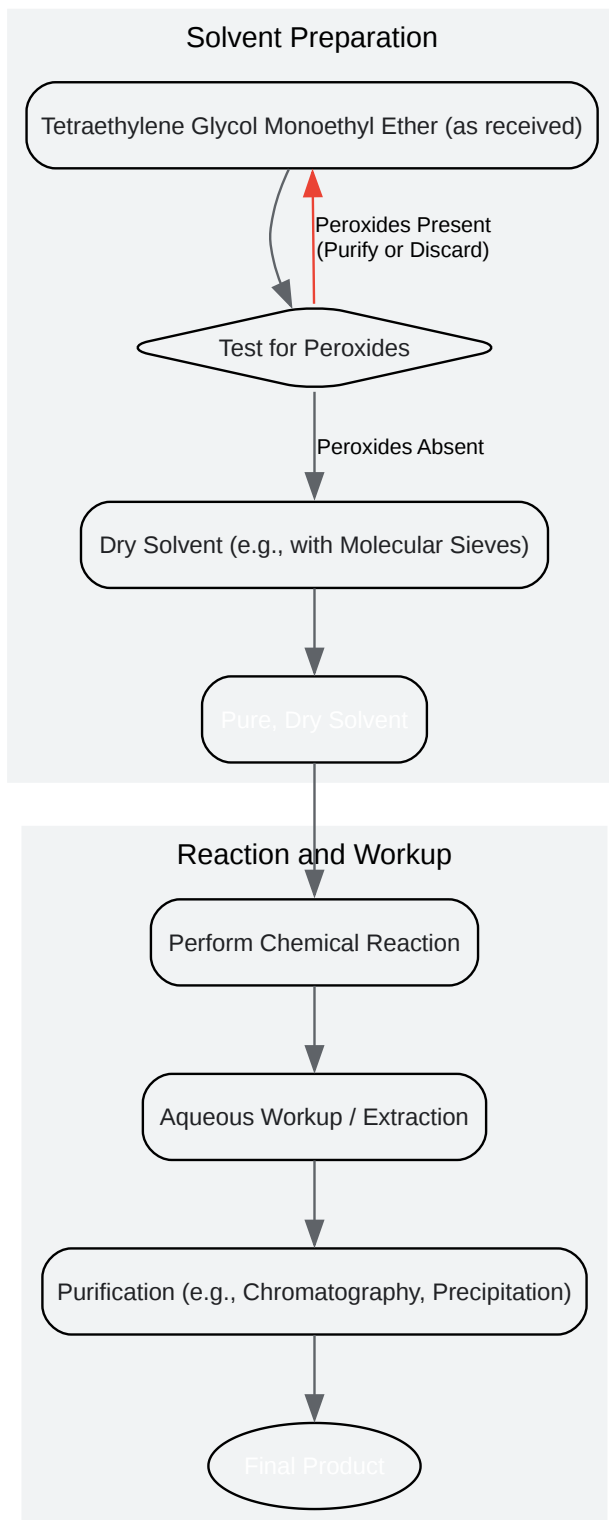 Solvent Preparation
Tetraethylene Glycol Monoethyl Ether (as received)
Peroxides Present
(Purify or Discard)
Test for Peroxides
Peroxides Absent
Dry Solvent (e.g., with Molecular Sieves)
Pure, Dry Solvent
Reaction and Workup
Perform Chemical Reaction
Aqueous Workup / Extraction
Purification (e.g., Chromatography, Precipitation)
Final Product